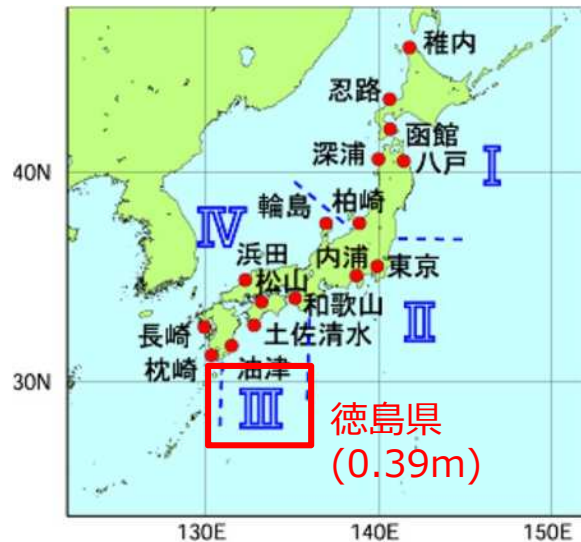 稚内
忍路
函館
深浦
八戸
I
40N
輪島
柏崎
IV
浜田
内浦
東京
松山
和歌山
II
長崎
土佐清水
枕崎
油津
30N
III
徳島県
(0.39m)
130E
140E
150E